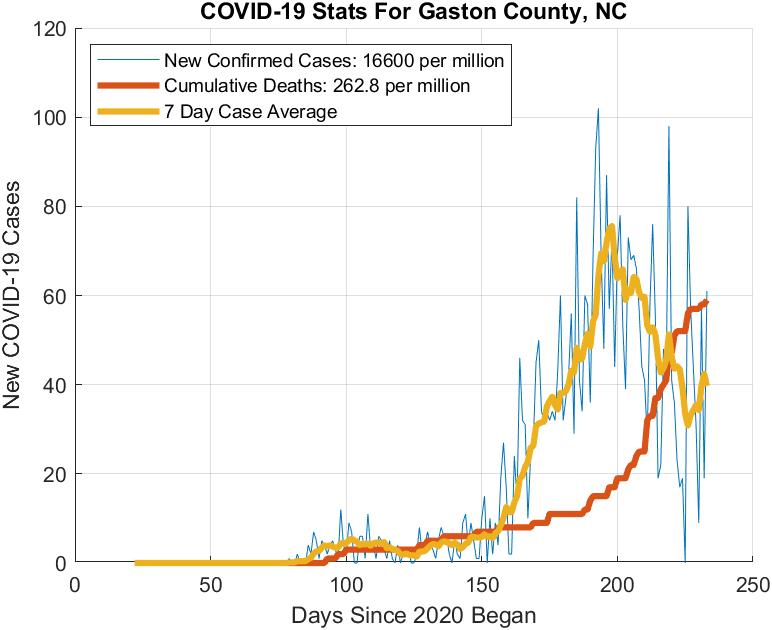 COVID-19 Stats For Gaston County, NC
120
100
80
60
40
20
0
New COVID-19 Cases
New Confirmed Cases: 16600 per million
Cumulative Deaths: 262.8 per million
7 Day Case Average
0 50 100 150 200 250
Days Since 2020 Began